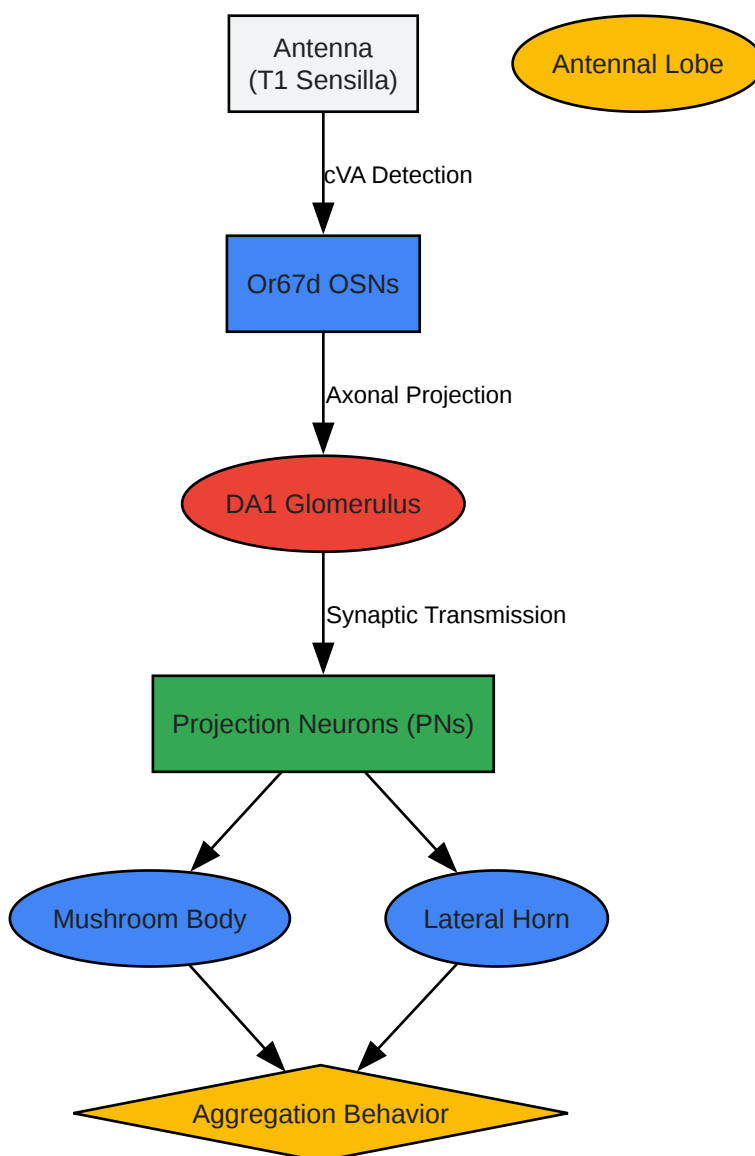 Antenna
(T1 Sensilla)
Antennal Lobe
cVA Detection
Or67d OSNs
Axonal Projection
DA1 Glomerulus
Synaptic Transmission
Projection Neurons (PNs)
Mushroom Body
Lateral Horn
Aggregation Behavior